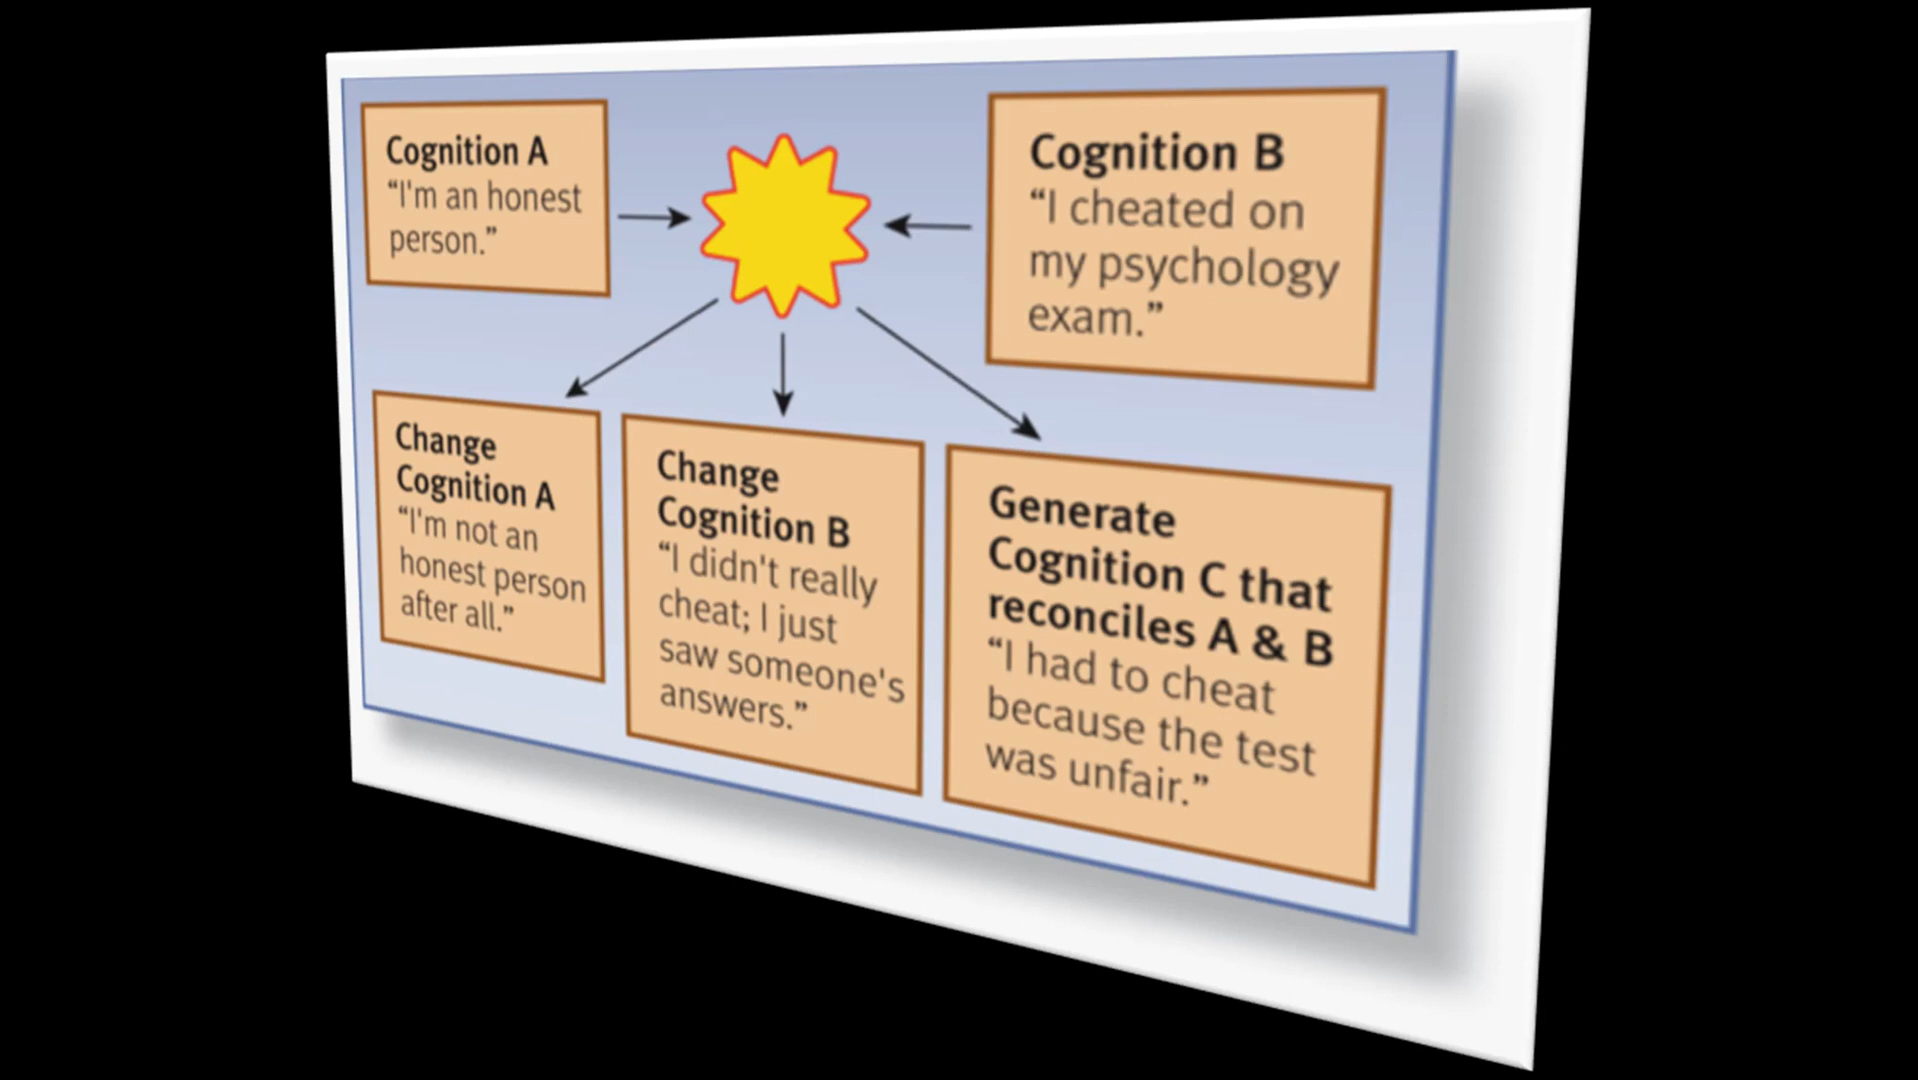 Cognition A
“I'm an honest
person.”
Cognition B
“I cheated on
my psychology
exam.”
Change
Cognition A
“I'm not an
honest person
after all.”
Change
Cognition B
“I didn't really
cheat; I just
saw someone's
answers.”
Generate
Cognition C that
reconciles A & B
“I had to cheat
because the test
was unfair.”